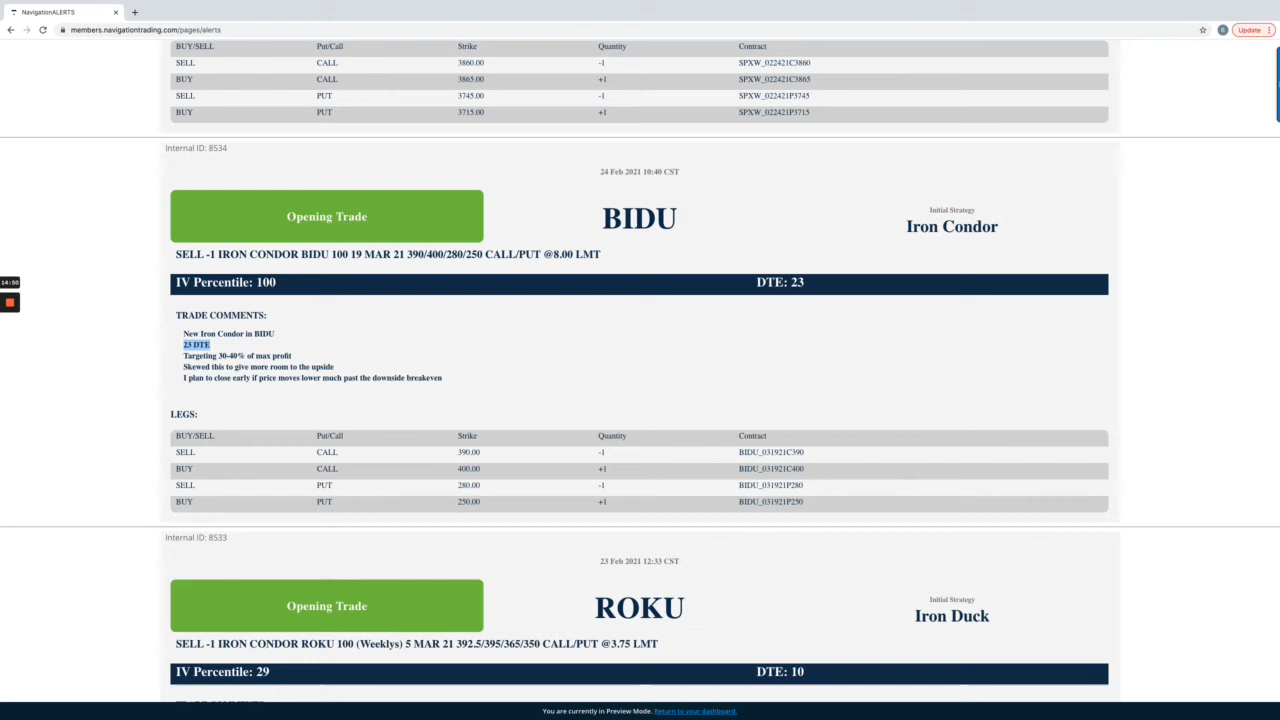 NavigationALERTS
members.navigationtrading.com/pages/alerts
B
Update
BUY/SELL Put/Call Strike Quantity Contract
SELL CALL 3860.00 -1 SPXW_022421C3860
BUY CALL 3865.00 +1 SPXW_022421C3865
SELL PUT 3745.00 -1 SPXW_022421P3745
BUY PUT 3715.00 +1 SPXW_022421P3715
Internal ID: 8534
24 Feb 2021 10:40 CST
Opening Trade
BIDU
Initial Strategy
Iron Condor
SELL -1 IRON CONDOR BIDU 100 19 MAR 21 390/400/280/250 CALL/PUT @8.00 LMT
14:50
IV Percentile: 100 DTE: 23
TRADE COMMENTS:
New Iron Condor in BIDU
23 DTE
Targeting 30-40% of max profit
Skewed this to give more room to the upside
I plan to close early if price moves lower much past the downside breakeven
LEGS:
BUY/SELL Put/Call Strike Quantity Contract
SELL CALL 390.00 -1 BIDU_031921C390
BUY CALL 400.00 +1 BIDU_031921C400
SELL PUT 280.00 -1 BIDU_031921P280
BUY PUT 250.00 +1 BIDU_031921P250
Internal ID: 8533
23 Feb 2021 12:33 CST
Opening Trade
ROKU
Initial Strategy
Iron Duck
SELL -1 IRON CONDOR ROKU 100 (Weeklys) 5 MAR 21 392.5/395/365/350 CALL/PUT @3.75 LMT
IV Percentile: 29 DTE: 10
You are currently in Preview Mode. Return to your dashboard.